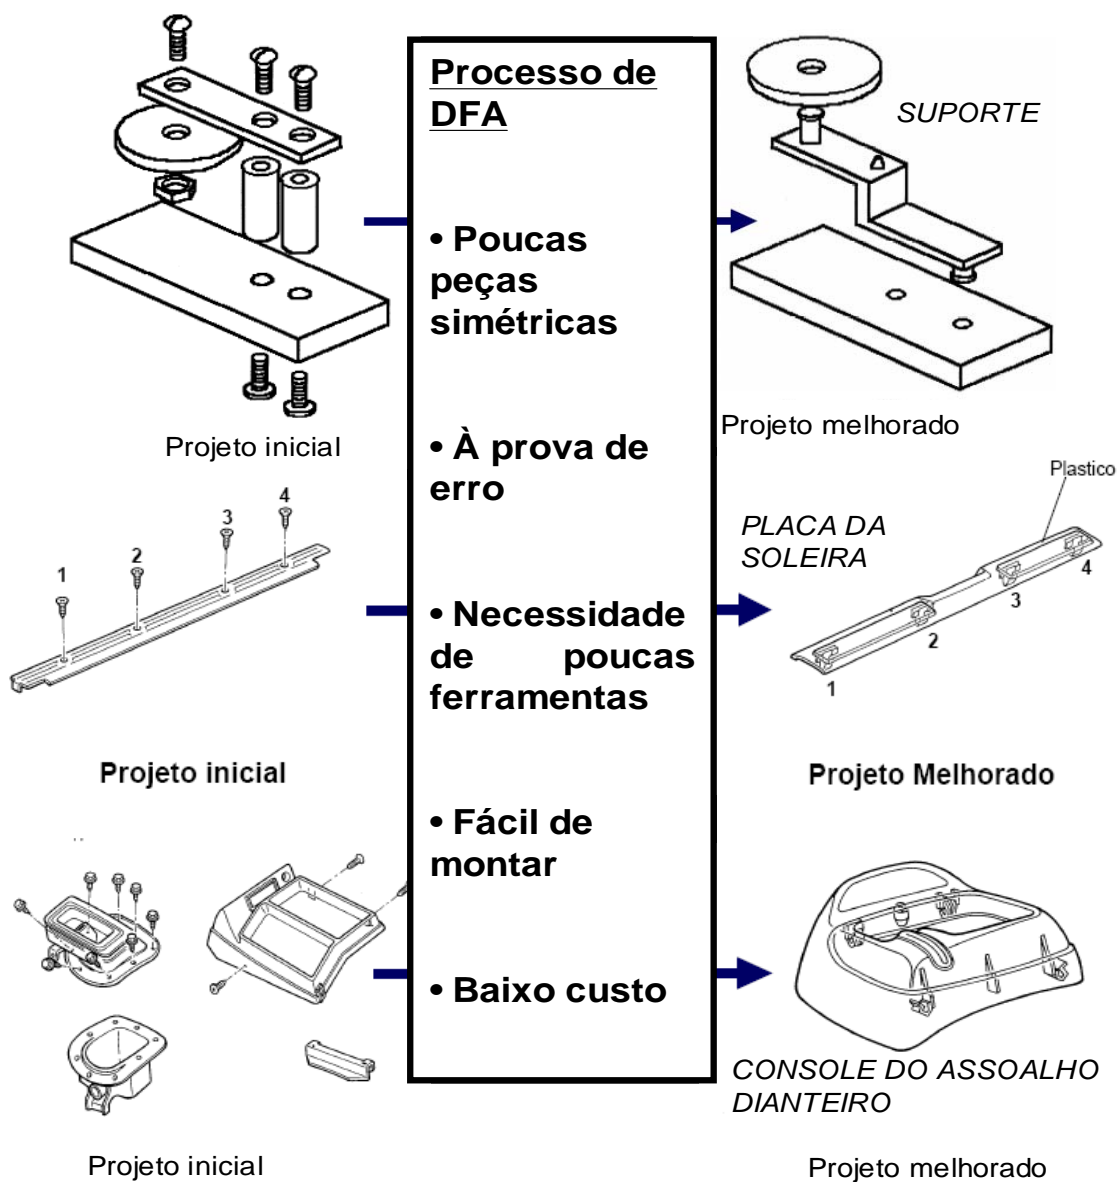 Processo de
DFA
• Poucas
peças
simétricas
• À prova de
erro
• Necessidade
de poucas
ferramentas
• Fácil de
montar
• Baixo custo
SUPORTE
Projeto inicial
Projeto melhorado
1
2
3
4
PLACA DA
SOLEIRA
Plastico
1
2
3
4
Projeto inicial
Projeto Melhorado
CONSOLE DO ASSOALHO
DIANTEIRO
Projeto inicial
Projeto melhorado